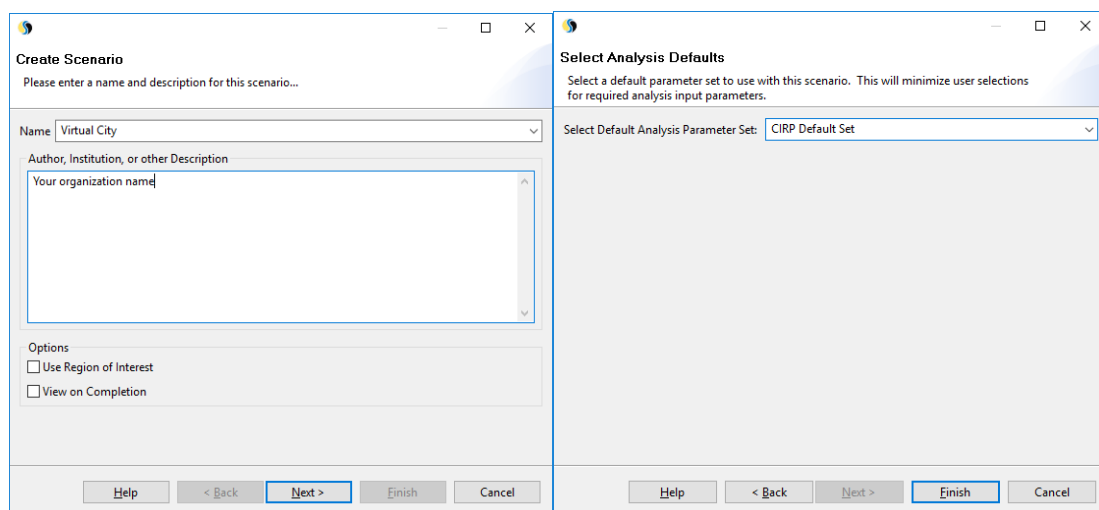 Create Scenario
Please enter a name and description for this scenario...
Name Virtual City
Author, Institution, or other Description
Your organization name
Options
Use Region of Interest
View on Completion
Help < Back Next > Finish Cancel
Select Analysis Defaults
Select a default parameter set to use with this scenario. This will minimize user selections
for required analysis input parameters.
Select Default Analysis Parameter Set: CIRP Default Set
Help < Back Next > Finish Cancel